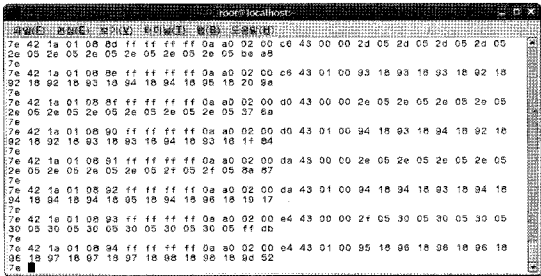 root@localhost:
파일(F) 편집(E) 보기(V) 터미널(T) 탭(B) 도움말(H)
7e 42 1a 01 08 8d ff ff ff ff 0a a0 02 00 c6 43 00 00 2d 05 2d 05 2d 05 2d 05
2e 05 2e 05 2e 05 2e 05 2e 05 2e 05 be a8
7e
7e 42 1a 01 08 8e ff ff ff ff 0a a0 02 00 c6 43 01 00 93 18 93 18 93 18 92 18
92 18 92 18 93 18 94 18 94 18 95 18 20 9a
7e
7e 42 1a 01 08 8f ff ff ff ff 0a a0 02 00 d0 43 00 00 2e 05 2e 05 2e 05 2e 05
2e 05 2e 05 2e 05 2e 05 2e 05 2e 05 37 6a
7e
7e 42 1a 01 08 90 ff ff ff ff 0a a0 02 00 d0 43 01 00 94 18 93 18 94 18 92 18
92 18 92 18 93 18 93 18 94 18 93 18 1f 84
7e
7e 42 1a 01 08 91 ff ff ff ff 0a a0 02 00 da 43 00 00 2e 05 2e 05 2e 05 2e 05
2e 05 2e 05 2e 05 2e 05 2f 05 2f 05 8a 87
7e
7e 42 1a 01 08 92 ff ff ff ff 0a a0 02 00 da 43 01 00 94 18 94 18 93 18 94 18
94 18 94 18 94 18 95 18 94 18 96 18 19 17
7e
7e 42 1a 01 08 93 ff ff ff ff 0a a0 02 00 e4 43 00 00 2f 05 30 05 30 05 30 05
30 05 30 05 30 05 30 05 30 05 30 05 ff db
7e
7e 42 1a 01 08 94 ff ff ff ff 0a a0 02 00 e4 43 01 00 95 18 96 18 96 18 96 18
96 18 97 18 97 18 97 18 98 18 98 18 9d 52
7e